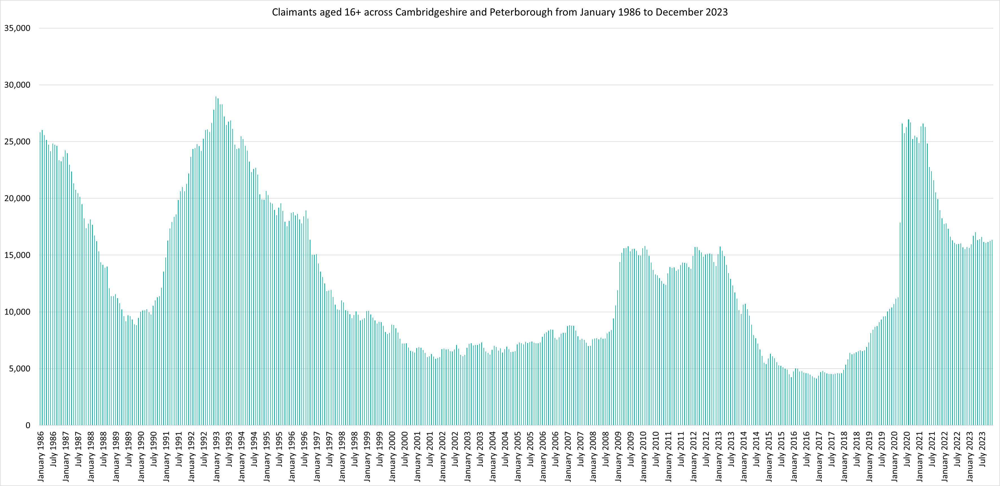 Claimants aged 16+ across Cambridgeshire and Peterborough from January 1986 to December 2023
35,000
30,000
25,000
20,000
15,000
10,000
5,000
0
January 1986
July 1986
January 1987
July 1987
January 1988
July 1988
January 1989
July 1989
January 1990
July 1990
January 1991
July 1991
January 1992
July 1992
January 1993
July 1993
January 1994
July 1994
January 1995
July 1995
January 1996
July 1996
January 1997
July 1997
January 1998
July 1998
January 1999
July 1999
January 2000
July 2000
January 2001
July 2001
January 2002
July 2002
January 2003
July 2003
January 2004
July 2004
January 2005
July 2005
January 2006
July 2006
January 2007
July 2007
January 2008
July 2008
January 2009
July 2009
January 2010
July 2010
January 2011
July 2011
January 2012
July 2012
January 2013
July 2013
January 2014
July 2014
January 2015
July 2015
January 2016
July 2016
January 2017
July 2017
January 2018
July 2018
January 2019
July 2019
January 2020
July 2020
January 2021
July 2021
January 2022
July 2022
January 2023
July 2023